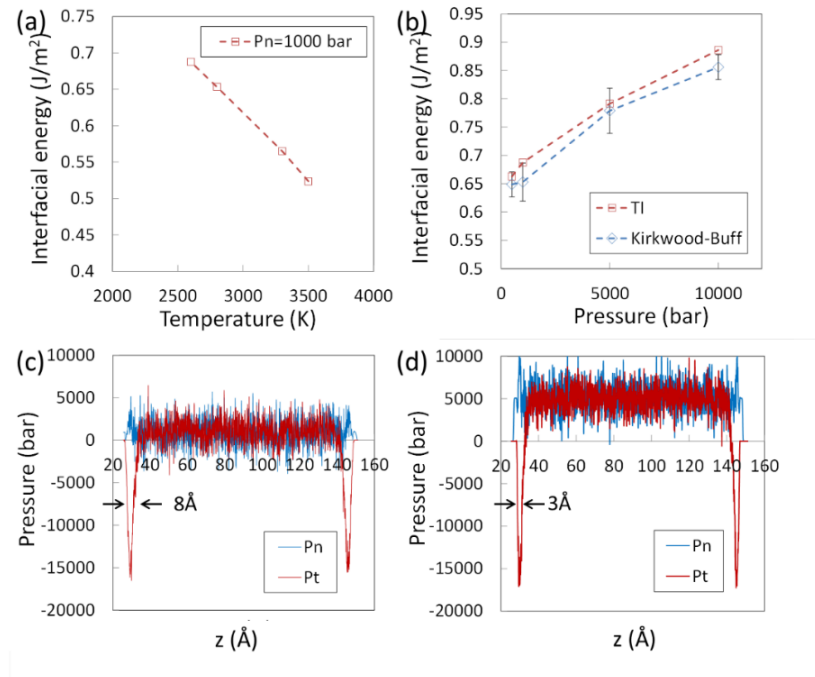 (a)
0.75
0.7
0.65
0.6
0.55
0.5
0.45
0.4
Interfacial energy (J/m²)
Pn=1000 bar
2000 2500 3000 3500 4000
Temperature (K)
(b)
0.95
0.9
0.85
0.8
0.75
0.7
0.65
0.6
0.55
0.5
Interfacial energy (J/m²)
TI
Kirkwood-Buff
0 5000 10000
Pressure (bar)
(c)
10000
5000
0
-5000
-10000
-15000
-20000
Pressure (bar)
20 40 60 80 100 120 140 160
8Å
Pn
Pt
z (Å)
(d)
10000
5000
0
-5000
-10000
-15000
-20000
Pressure (bar)
20 40 60 80 100 120 140 160
3Å
Pn
Pt
z (Å)